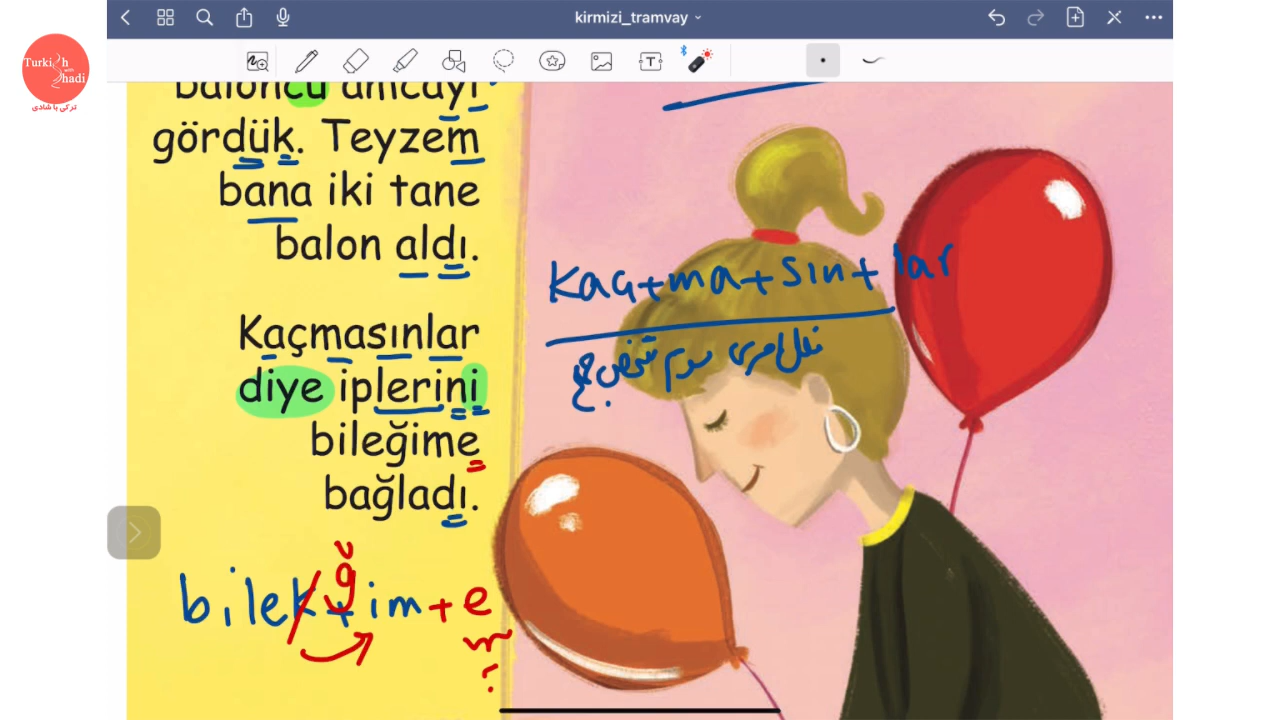 kirmizi_tramvay
Turkish
with
Shadi
ترکی با شادی
baloncu amcayı
gördük. Teyzem
bana iki tane
balon aldı.
Kaçmasınlar
diye iplerini
bileğime
bağladı.
kaç+ma+sın+lar
فعل امری سوم شخص جمع
bilek+im+e
ğ